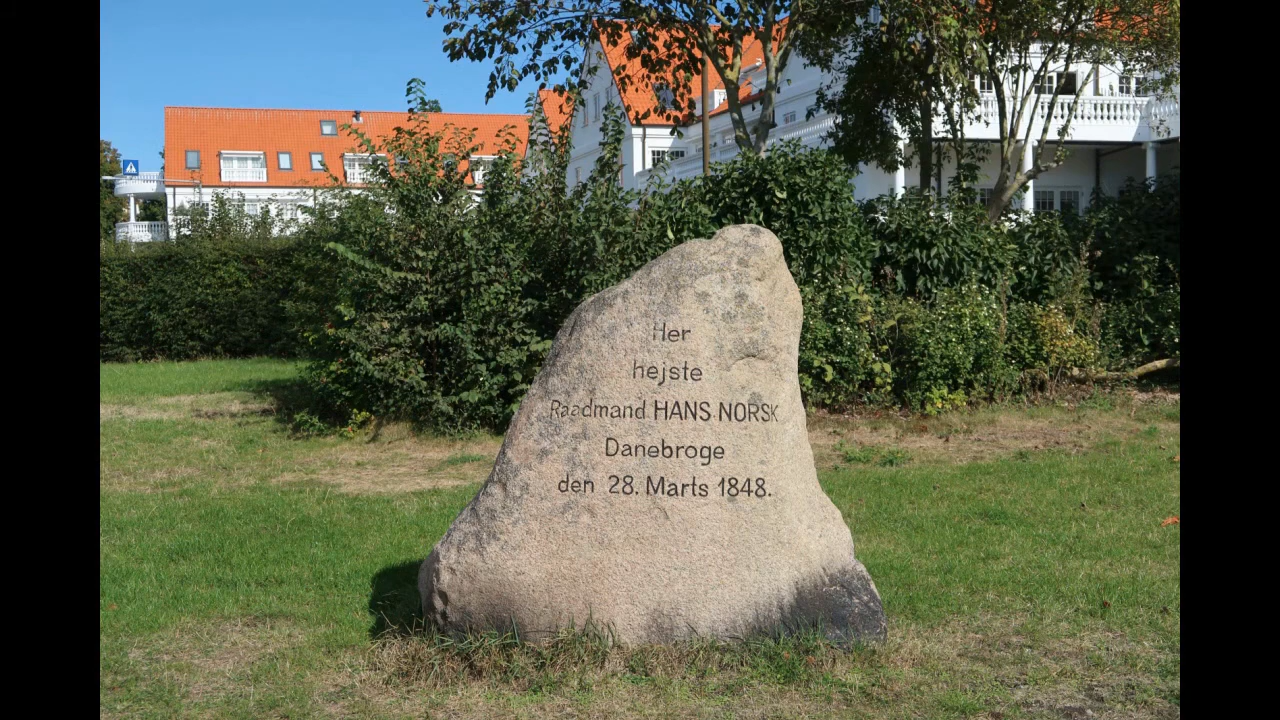 Her
hejste
Raadmand HANS NORSK
Danebroge
den 28. Marts 1848.